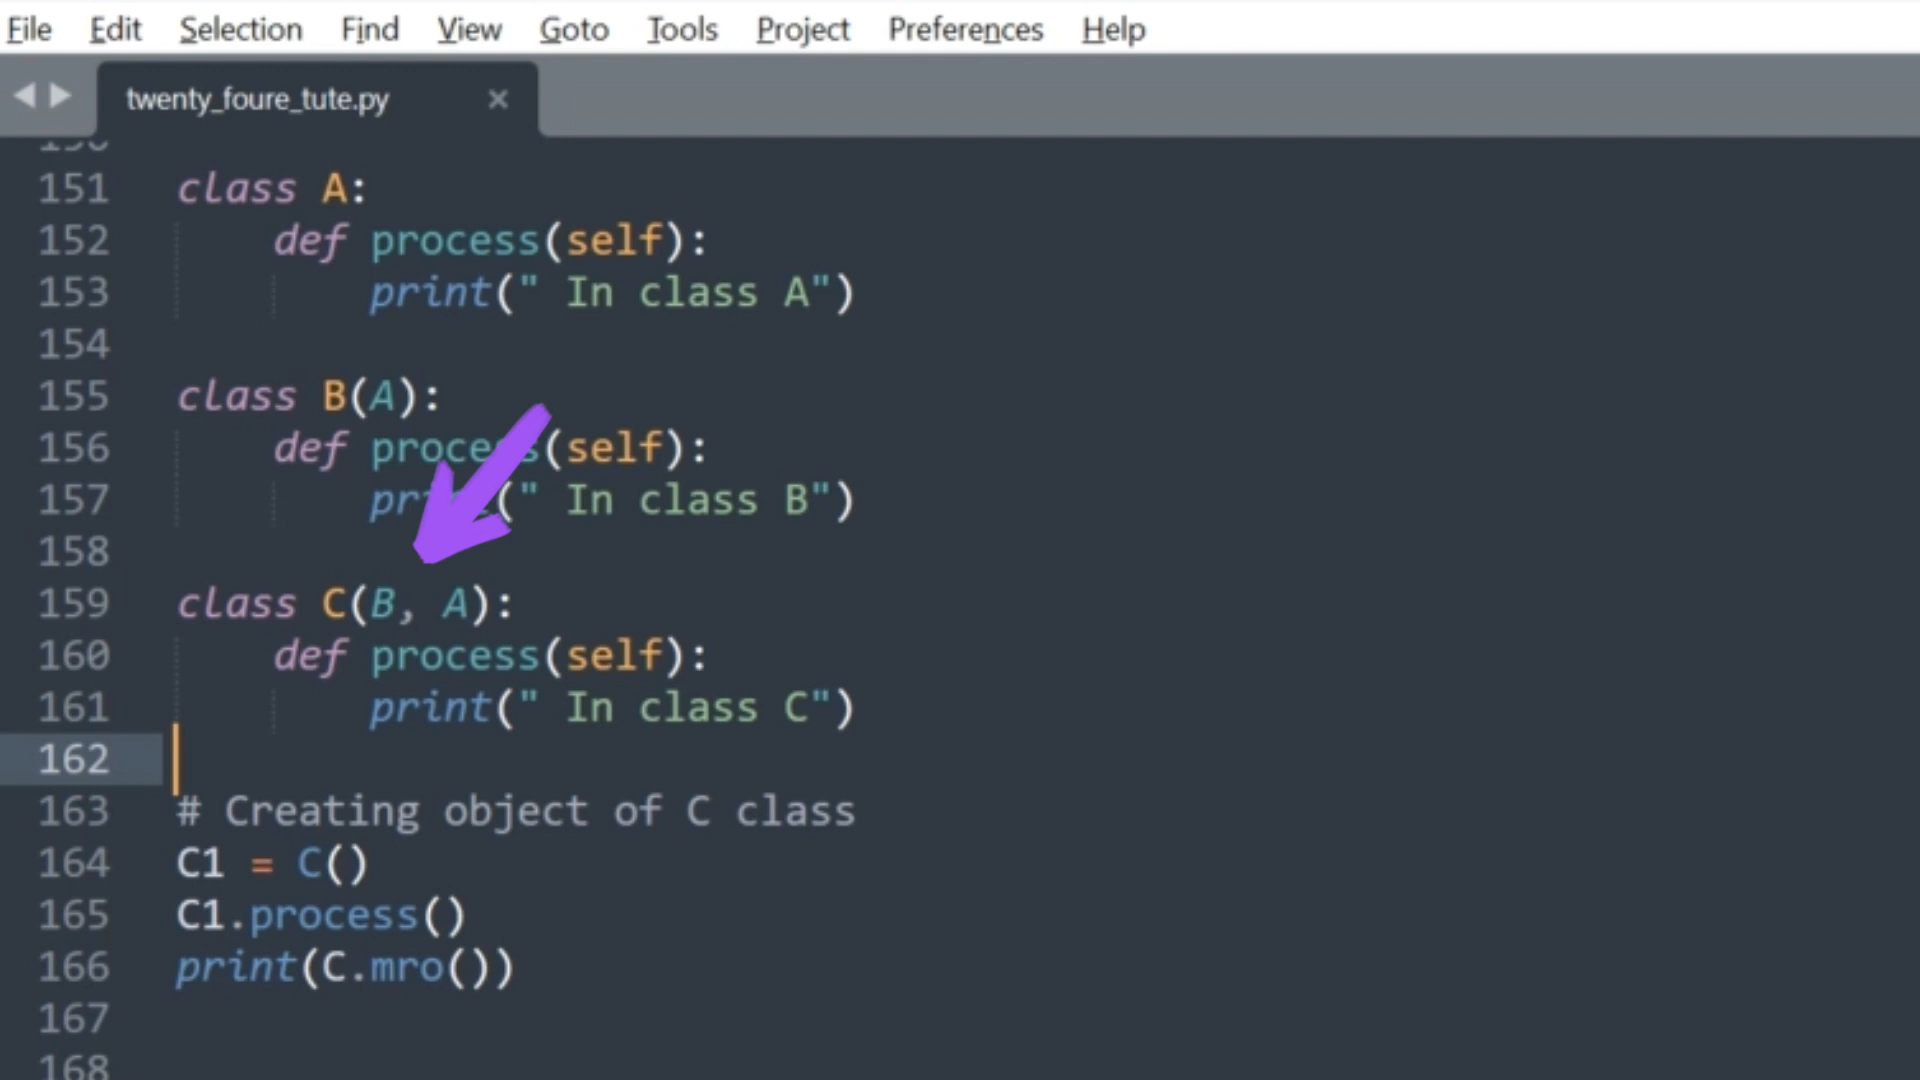 File Edit Selection Find View Goto Tools Project Preferences Help
twenty_foure_tute.py ×
151 class A:
152 def process(self):
153 print(" In class A")
154
155 class B(A):
156 def process(self):
157 print(" In class B")
158
159 class C(B, A):
160 def process(self):
161 print(" In class C")
162
163 # Creating object of C class
164 C1 = C()
165 C1.process()
166 print(C.mro())
167
168